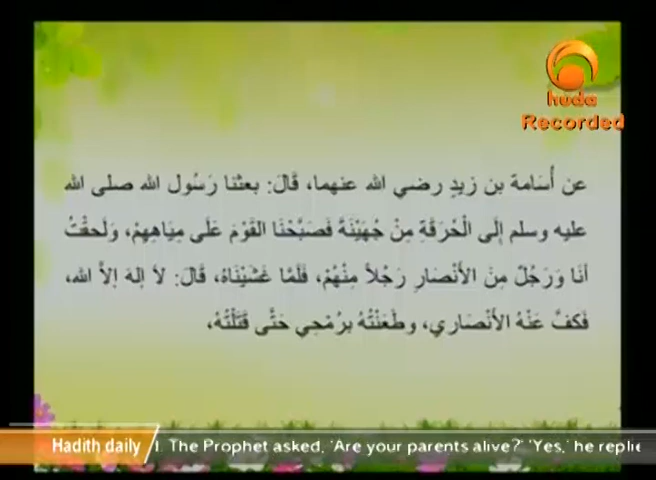 huda
Recorded
عن أُسَامة بن زيدٍ رضي الله عنهما، قَالَ: بعثنا رَسُول الله صلى الله
عليه وسلم إِلَى الْحُرَقَةِ مِنْ جُهَيْنَةَ فَصَبَّحْنَا القَوْمَ عَلَى مِيَاهِهِمْ، وَلَحِقْتُ
أنَا وَرَجُلٌ مِنَ الأَنْصَارِ رَجُلاً مِنْهُمْ، فَلَمَّا غَشَيْنَاهُ، قَالَ: لاَ إلهَ إلاَّ الله،
فَكفَّ عَنْهُ الأَنْصَارِي، وطَعَنْتُهُ بِرُمْحِي حَتَّى قَتَلْتُهُ،
Hadith daily
I. The Prophet asked, 'Are your parents alive?' 'Yes,' he replie